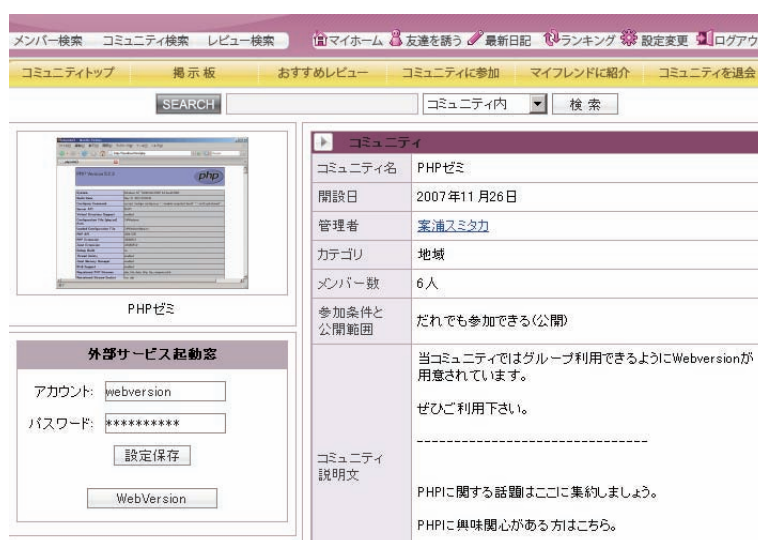 メンバー検索 コミュニティ検索 レビュー検索 マイホーム 友達を誘う 最新日記 ランキング 設定変更 ログアウ
コミュニティトップ 掲示板 おすすめレビュー コミュニティに参加 マイフレンドに紹介 コミュニティを退会
SEARCH コミュニティ内 検索
php
PHPゼミ
外部サービス起動窓
アカウント: webversion
パスワード: **********
設定保存
WebVersion
コミュニティ
コミュニティ名 PHPゼミ
開設日 2007年11月26日
管理者 案浦スミタカ
カテゴリ 地域
メンバー数 6人
参加条件と
公開範囲
だれでも参加できる(公開)
コミュニティ
説明文
当コミュニティではグループ利用できるようにWebversionが
用意されています。
ぜひご利用下さい。
-------------------------------
PHPに関する話題はここに集約しましょう。
PHPに興味関心がある方はこちら。